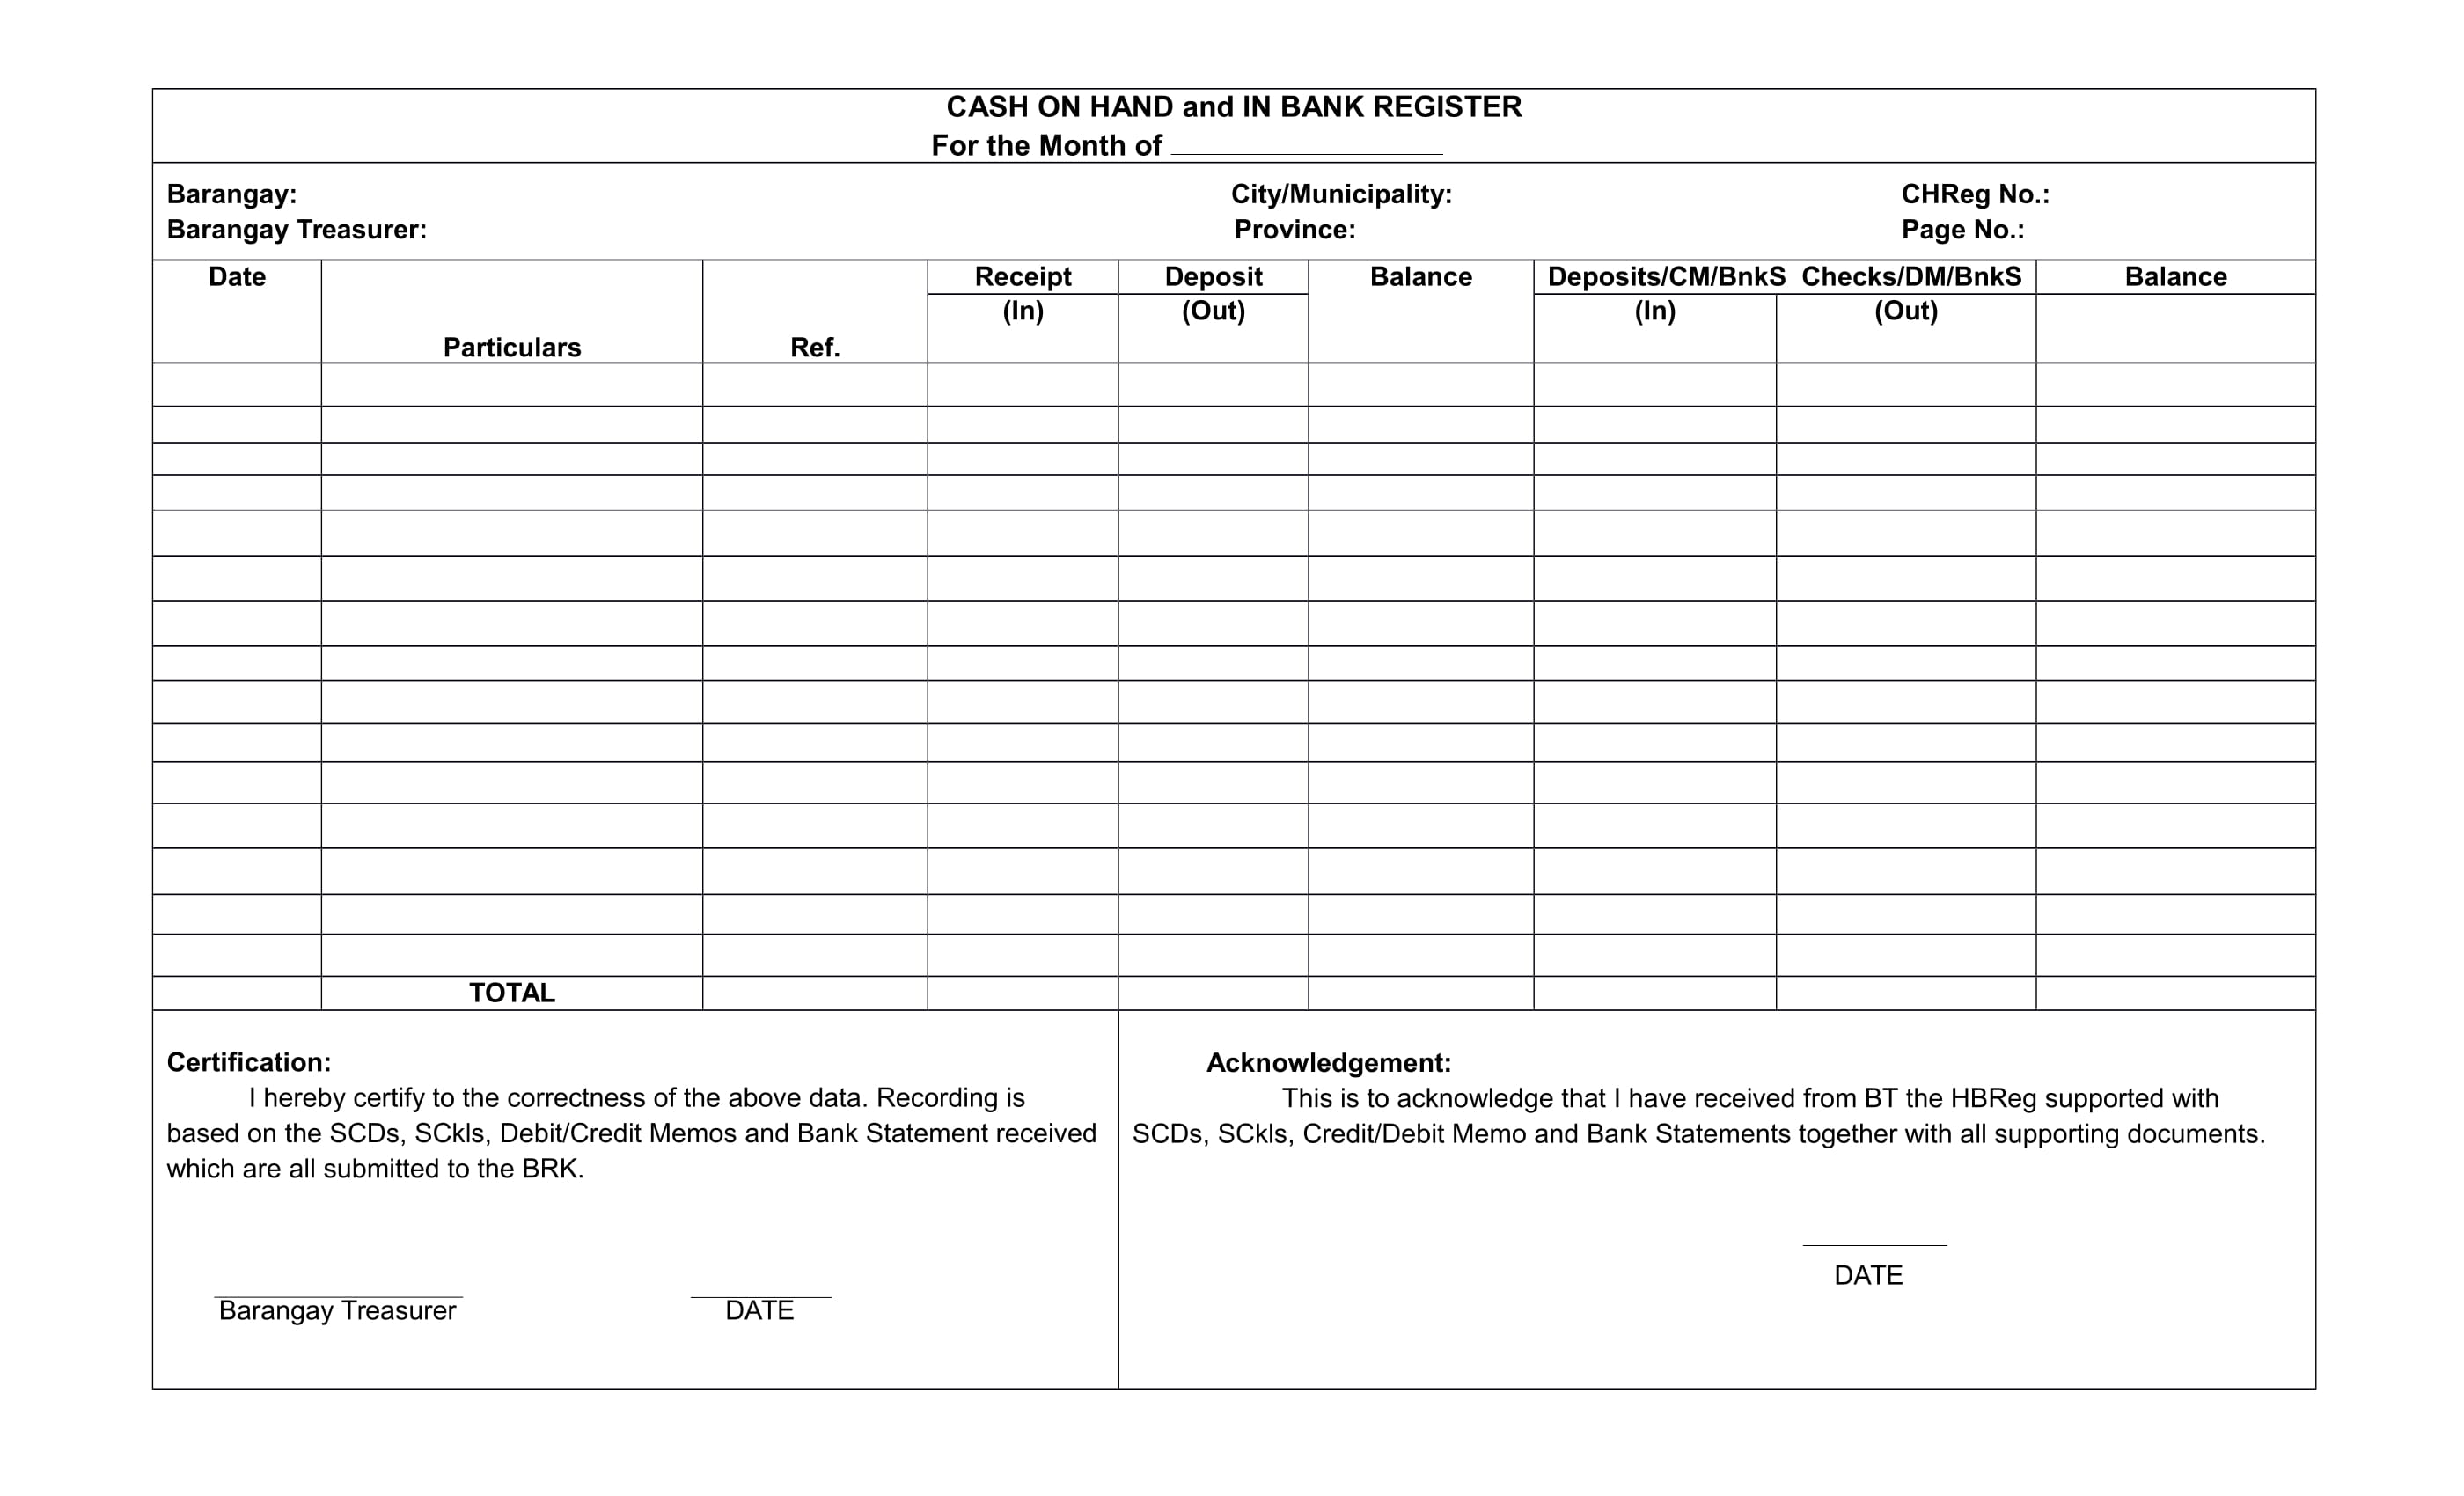 CASH ON HAND and IN BANK REGISTER
For the Month of
Barangay: City/Municipality: CHReg No.:
Barangay Treasurer: Province: Page No.:
Date Receipt Deposit Balance Deposits/CM/BnkS Checks/DM/BnkS Balance
(In) (Out) (In) (Out)
Particulars Ref.
TOTAL
Certification:
I hereby certify to the correctness of the above data. Recording is
based on the SCDs, SCkls, Debit/Credit Memos and Bank Statement received
which are all submitted to the BRK.
Barangay Treasurer DATE
Acknowledgement:
This is to acknowledge that I have received from BT the HBReg supported with
SCDs, SCkls, Credit/Debit Memo and Bank Statements together with all supporting documents.
DATE